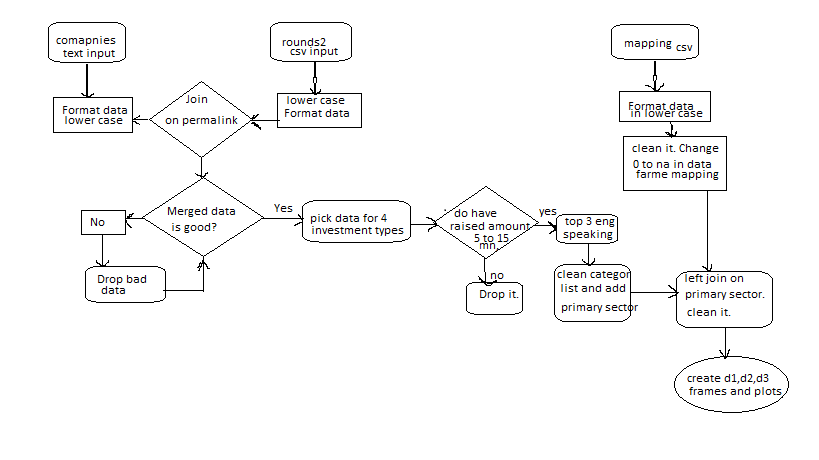 comapnies
text input
rounds2
csv input
mapping csv
Format data
lower case
Join
on permalink
lower case
Format data
Format data
in lower case
clean it. Change
0 to na in data
farme mapping
No
Merged data
is good?
Yes
pick data for 4
investment types
do have
raised amount
5 to 15
mn.
yes
top 3 eng
speaking
no
Drop it.
Drop bad
data
clean categor
list and add
primary sector
left join on
primary sector.
clean it.
create d1,d2,d3
frames and plots